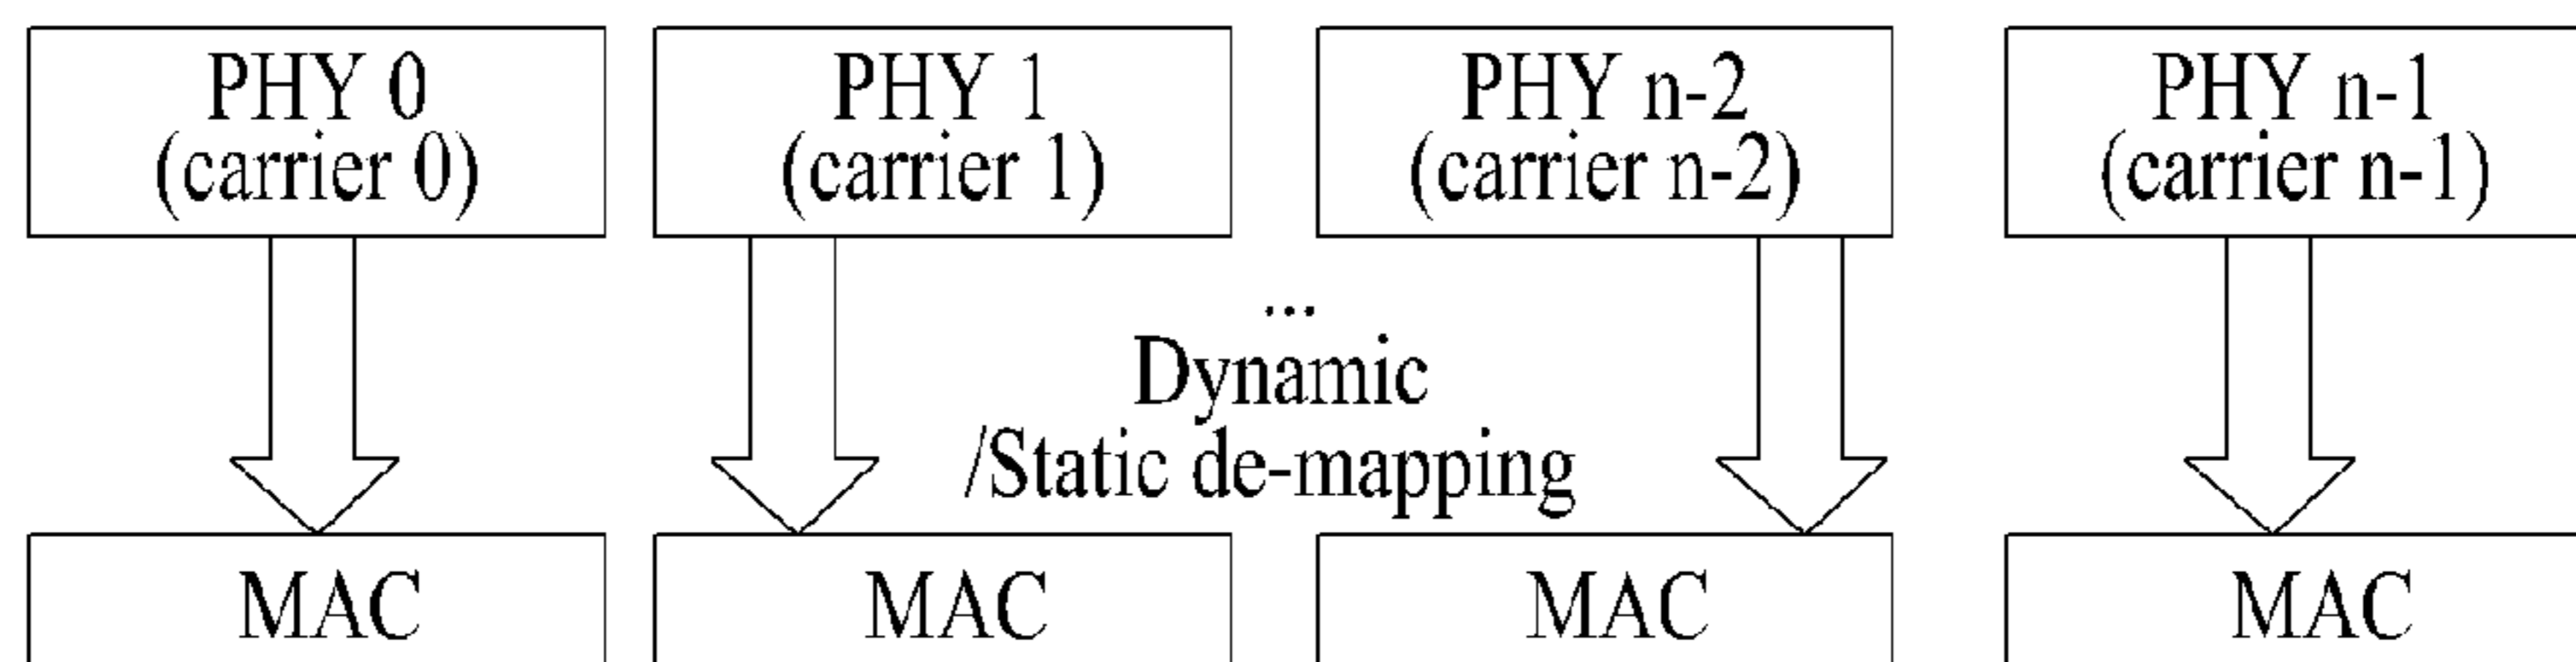 PHY 0
(carrier 0)
PHY 1
(carrier 1)
PHY n-2
(carrier n-2)
PHY n-1
(carrier n-1)
...
Dynamic
/Static de-mapping
MAC
MAC
MAC
MAC